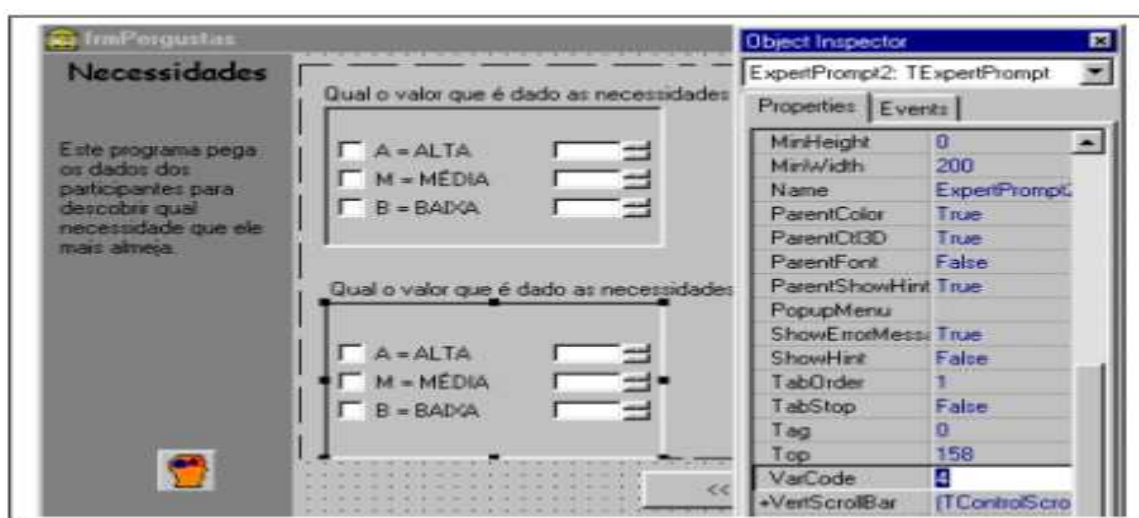 frmPerguntas
Necessidades
Este programa pega
os dados dos
participantes para
descobrir qual
necessidade que ele
mais almeja.
Qual o valor que é dado as necessidades
A = ALTA
M = MÉDIA
B = BAIXA
Qual o valor que é dado as necessidades
A = ALTA
M = MÉDIA
B = BAIXA
<<
Object Inspector
ExpertPrompt2: TExpertPrompt
Properties Events
MinHeight 0
MinWidth 200
Name ExpertPrompt2
ParentColor True
ParentCtl3D True
ParentFont False
ParentShowHint True
PopupMenu
ShowErrorMessa True
ShowHint False
TabOrder 1
TabStop False
Tag 0
Top 158
VarCode 4
+VertScrollBar (TControlScro